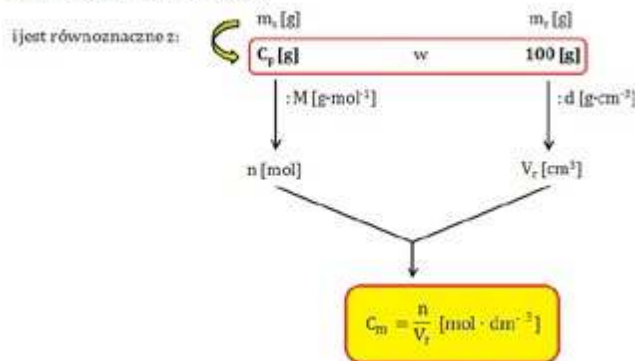 mₛ [g] mᵣ [g]
i jest równoznaczne z:
Cₚ [g] w 100 [g]
: M [g·mol⁻¹] : d [g·cm⁻³]
n [mol] Vᵣ [cm³]
Cₘ = n/Vᵣ [mol · dm⁻³]